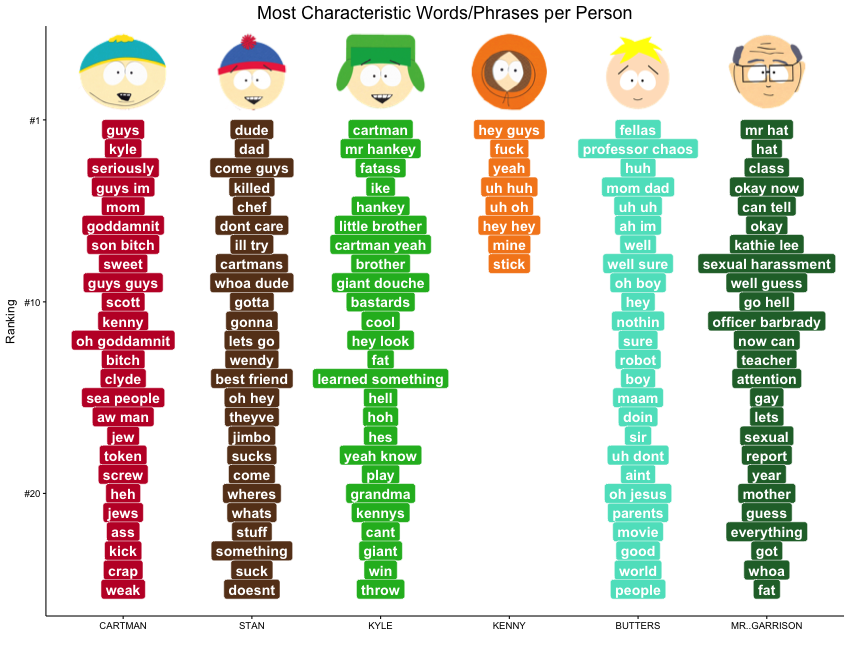 Most Characteristic Words/Phrases per Person
Ranking
#1
#10
#20
guys
kyle
seriously
guys im
mom
goddamnit
son bitch
sweet
guys guys
scott
kenny
oh goddamnit
bitch
clyde
sea people
aw man
jew
token
screw
heh
jews
ass
kick
crap
weak
CARTMAN
dude
dad
come guys
killed
chef
dont care
ill try
cartmans
whoa dude
gotta
gonna
lets go
wendy
best friend
oh hey
theyve
jimbo
sucks
come
wheres
whats
stuff
something
suck
doesnt
STAN
cartman
mr hankey
fatass
ike
hankey
little brother
cartman yeah
brother
giant douche
bastards
cool
hey look
fat
learned something
hell
hoh
hes
yeah know
play
grandma
kennys
cant
giant
win
throw
KYLE
hey guys
fuck
yeah
uh huh
uh oh
hey hey
mine
stick
KENNY
fellas
professor chaos
huh
mom dad
uh uh
ah im
well
well sure
oh boy
hey
nothin
sure
robot
boy
maam
doin
sir
uh dont
aint
oh jesus
parents
movie
good
world
people
BUTTERS
mr hat
hat
class
okay now
can tell
okay
kathie lee
sexual harassment
well guess
go hell
officer barbrady
now can
teacher
attention
gay
lets
sexual
report
year
mother
guess
everything
got
whoa
fat
MR..GARRISON